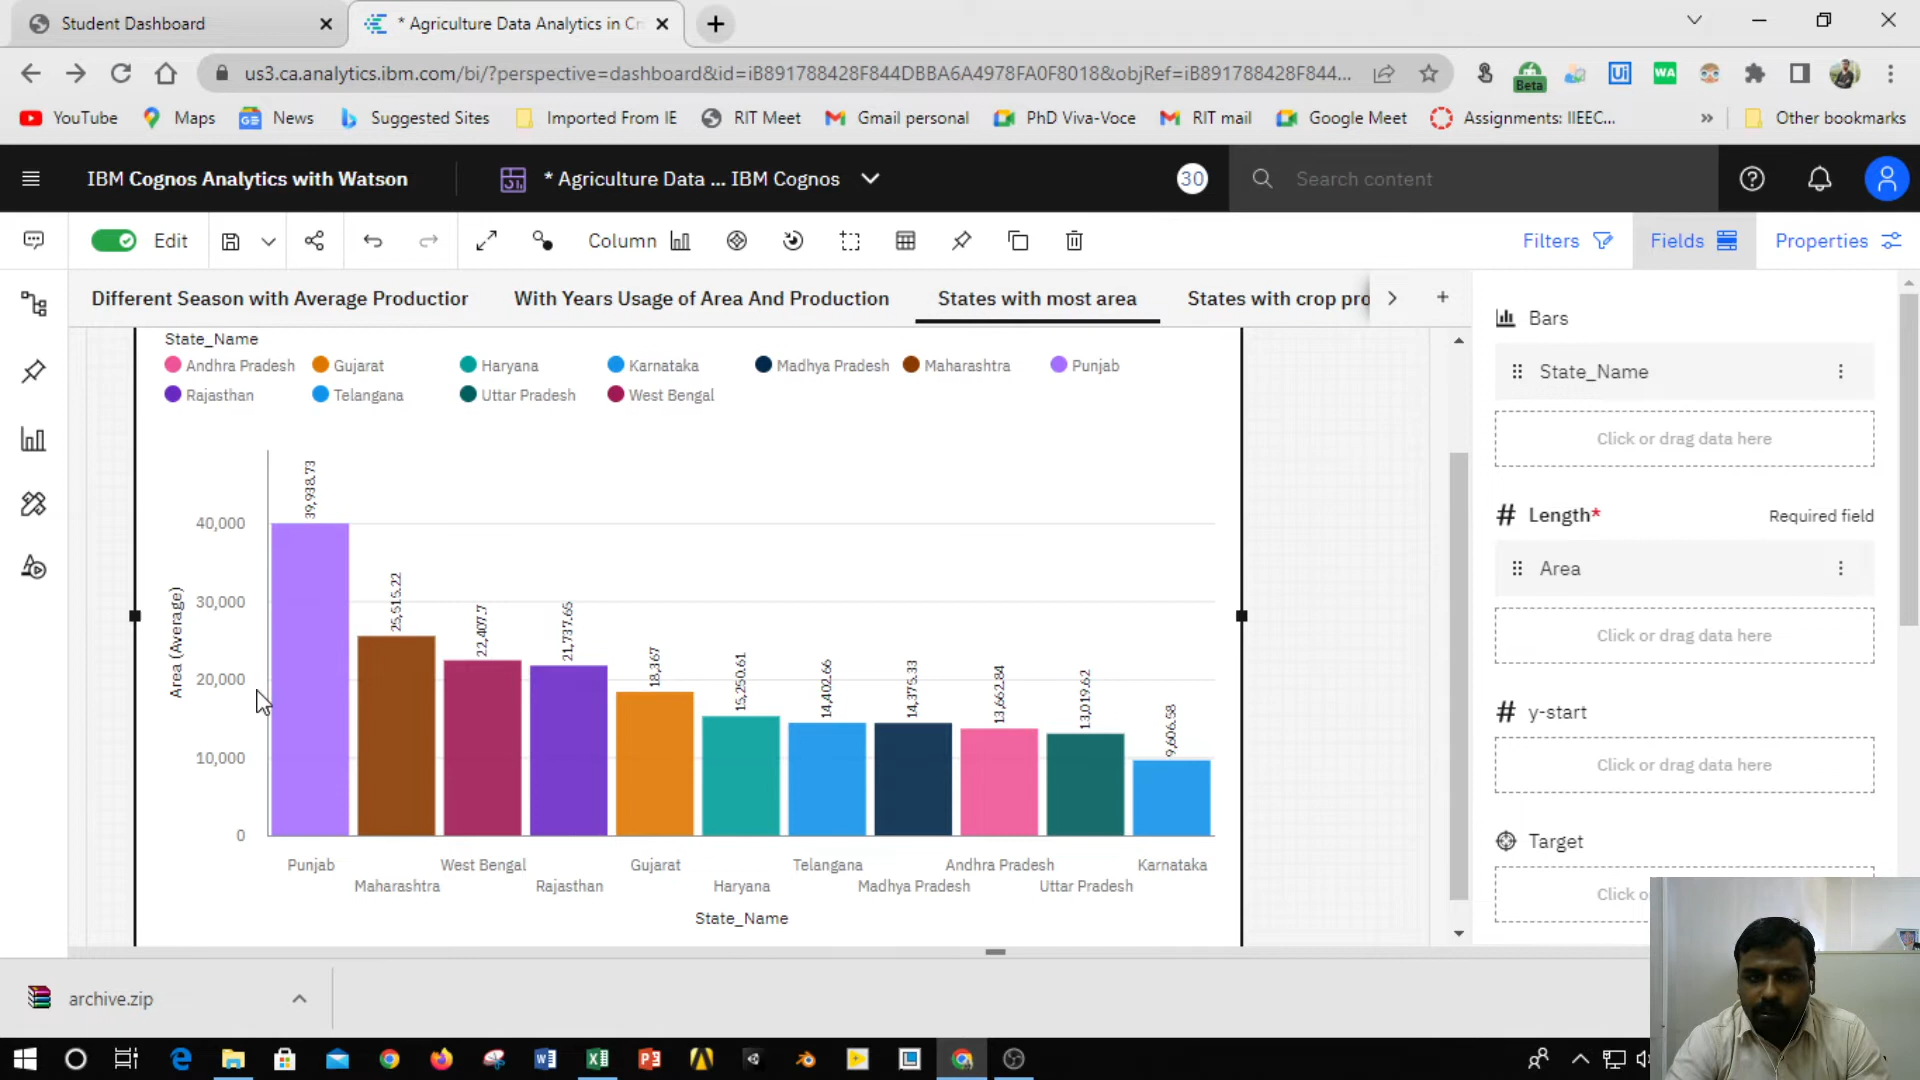 Student Dashboard
* Agriculture Data Analytics in Cr
us3.ca.analytics.ibm.com/bi/?perspective=dashboard&id=iB891788428F844DBBA6A4978FA0F8018&objRef=iB891788428F844...
Beta
Ui
WA
YouTube
Maps
GE
News
Suggested Sites
Imported From IE
RIT Meet
Gmail personal
PhD Viva-Voce
RIT mail
Google Meet
Assignments: IIEEC...
»
Other bookmarks
IBM Cognos Analytics with Watson
* Agriculture Data ... IBM Cognos
30
Search content
Edit
Column
Filters
Fields
Properties
Different Season with Average Production
With Years Usage of Area And Production
States with most area
States with crop pro
State_Name
Andhra Pradesh
Gujarat
Haryana
Karnataka
Madhya Pradesh
Maharashtra
Punjab
Rajasthan
Telangana
Uttar Pradesh
West Bengal
Area (Average)
40,000
30,000
20,000
10,000
0
39,938.73
25,515.22
22,407.7
21,737.65
18,367
15,250.61
14,402.66
14,375.33
13,662.84
13,019.62
9,606.58
Punjab
Maharashtra
West Bengal
Rajasthan
Gujarat
Haryana
Telangana
Madhya Pradesh
Andhra Pradesh
Uttar Pradesh
Karnataka
State_Name
Bars
State_Name
Click or drag data here
# Length*
Required field
Area
Click or drag data here
# y-start
Click or drag data here
Target
Click o
archive.zip